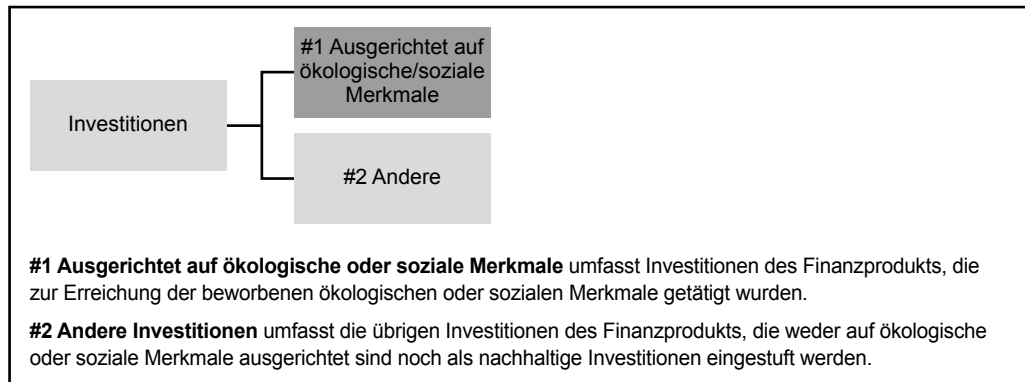 #1 Ausgerichtet auf
ökologische/soziale
Merkmale
Investitionen
#2 Andere
#1 Ausgerichtet auf ökologische oder soziale Merkmale umfasst Investitionen des Finanzprodukts, die
zur Erreichung der beworbenen ökologischen oder sozialen Merkmale getätigt wurden.
#2 Andere Investitionen umfasst die übrigen Investitionen des Finanzprodukts, die weder auf ökologische
oder soziale Merkmale ausgerichtet sind noch als nachhaltige Investitionen eingestuft werden.